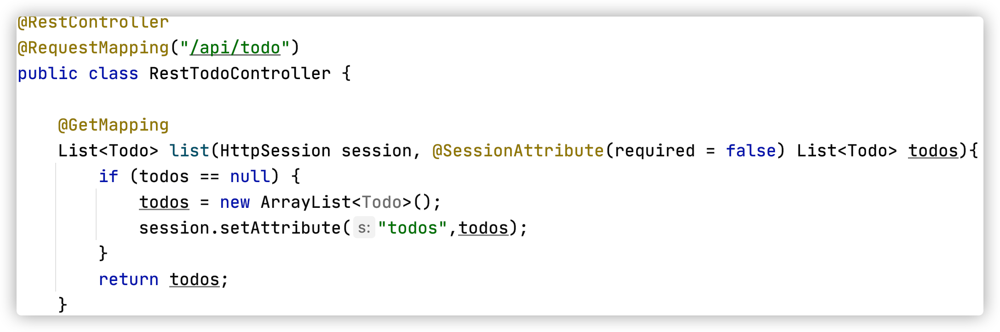 @RestController
@RequestMapping("/api/todo")
public class RestTodoController {
@GetMapping
List<Todo> list(HttpSession session, @SessionAttribute(required = false) List<Todo> todos){
if (todos == null) {
todos = new ArrayList<Todo>();
session.setAttribute( s: "todos",todos);
}
return todos;
}